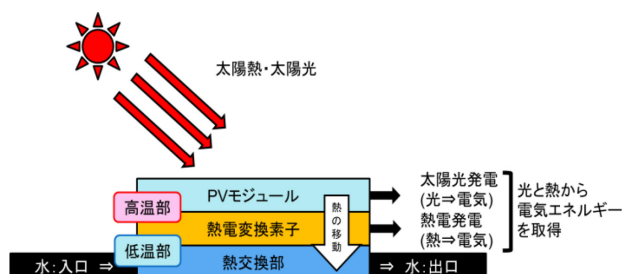 太陽熱・太陽光
PVモジュール
高温部
熱電変換素子
低温部
熱交換部
熱の移動
太陽光発電
(光⇒電気)
熱電発電
(熱⇒電気)
光と熱から
電気エネルギー
を取得
水:入口 ⇒
⇒ 水:出口